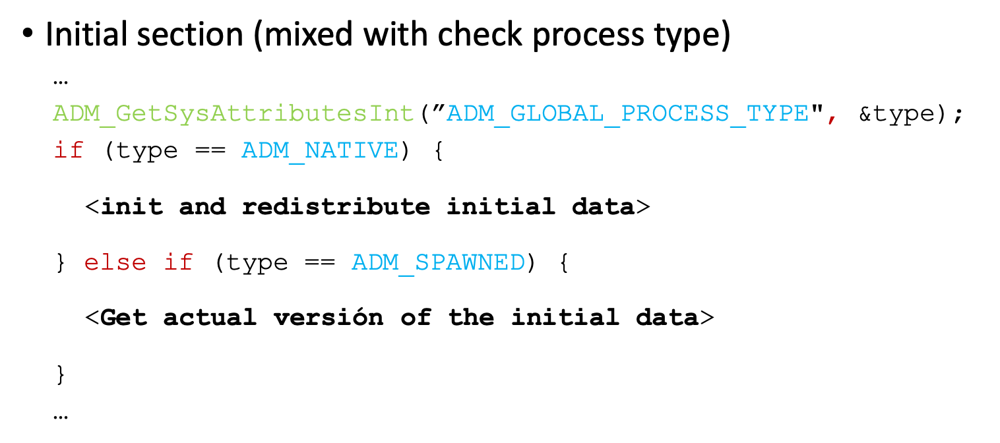 • Initial section (mixed with check process type)
…
ADM_GetSysAttributesInt(”ADM_GLOBAL_PROCESS_TYPE", &type);
if (type == ADM_NATIVE) {
<init and redistribute initial data>
} else if (type == ADM_SPAWNED) {
<Get actual versión of the initial data>
}
…